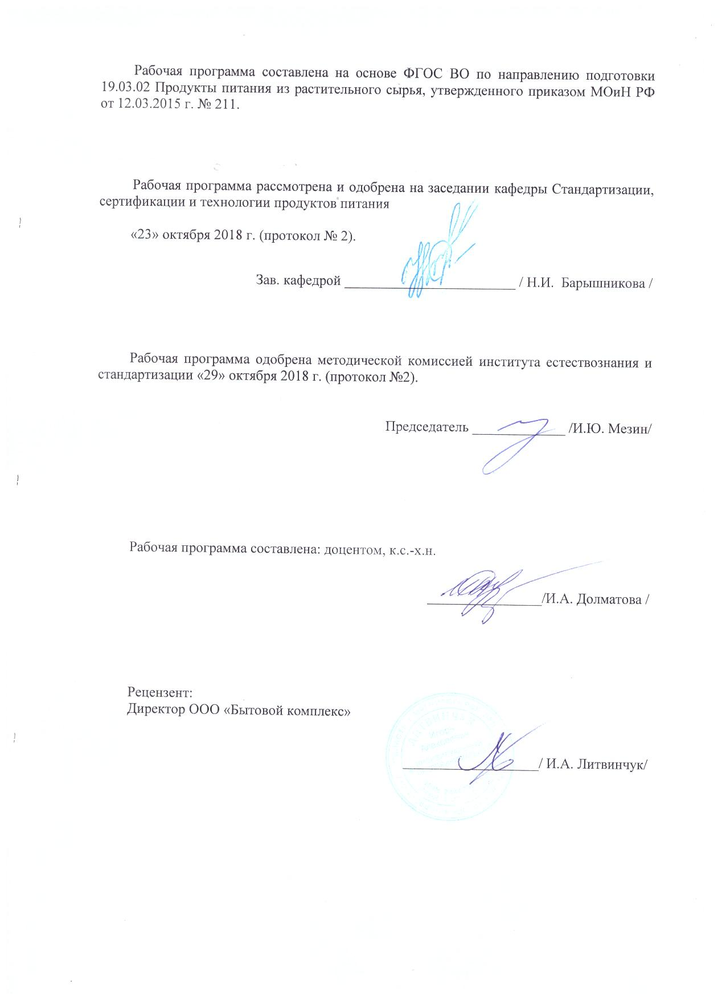 Рабочая программа составлена на основе ФГОС ВО по направлению подготовки
19.03.02 Продукты питания из растительного сырья, утвержденного приказом МОиН РФ
от 12.03.2015 г. № 211.
Рабочая программа рассмотрена и одобрена на заседании кафедры Стандартизации,
сертификации и технологии продуктов питания
«23» октября 2018 г. (протокол № 2).
Зав. кафедрой ________________________ / Н.И. Барышникова /
Рабочая программа одобрена методической комиссией института естествознания и
стандартизации «29» октября 2018 г. (протокол №2).
Председатель _____________ /И.Ю. Мезин/
Рабочая программа составлена: доцентом, к.с.-х.н.
________________/И.А. Долматова /
Рецензент:
Директор ООО «Бытовой комплекс»
ЛИТВИНЧУК
Игорь
___________________/ И.А. Литвинчук/